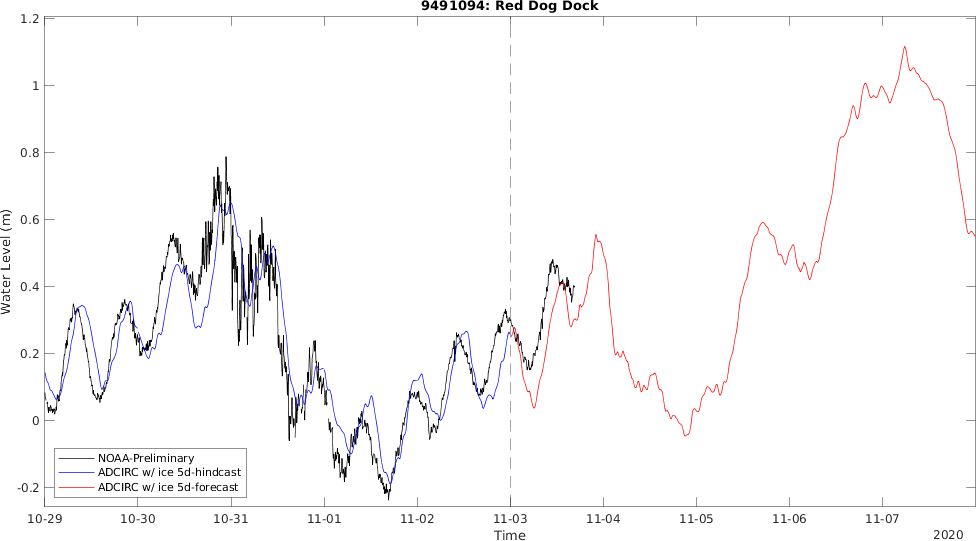 9491094: Red Dog Dock
1.2
1
0.8
0.6
0.4
0.2
0
-0.2
Water Level (m)
NOAA-Preliminary
ADCIRC w/ ice 5d-hindcast
ADCIRC w/ ice 5d-forecast
10-29 10-30 10-31 11-01 11-02 11-03 11-04 11-05 11-06 11-07
Time
2020